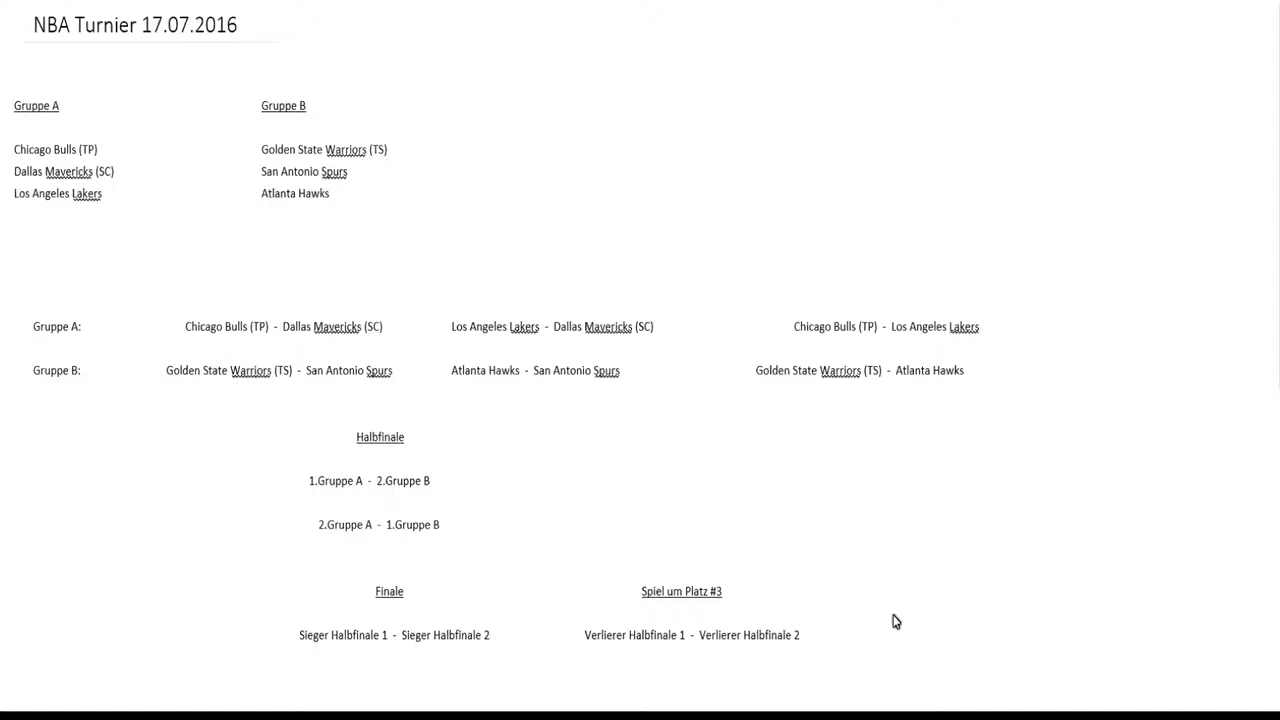 NBA Turnier 17.07.2016
Gruppe A Gruppe B
Chicago Bulls (TP) Golden State Warriors (TS)
Dallas Mavericks (SC) San Antonio Spurs
Los Angeles Lakers Atlanta Hawks
Gruppe A: Chicago Bulls (TP) - Dallas Mavericks (SC) Los Angeles Lakers - Dallas Mavericks (SC) Chicago Bulls (TP) - Los Angeles Lakers
Gruppe B: Golden State Warriors (TS) - San Antonio Spurs Atlanta Hawks - San Antonio Spurs Golden State Warriors (TS) - Atlanta Hawks
Halbfinale
1.Gruppe A - 2.Gruppe B
2.Gruppe A - 1.Gruppe B
Finale Spiel um Platz #3
Sieger Halbfinale 1 - Sieger Halbfinale 2 Verlierer Halbfinale 1 - Verlierer Halbfinale 2